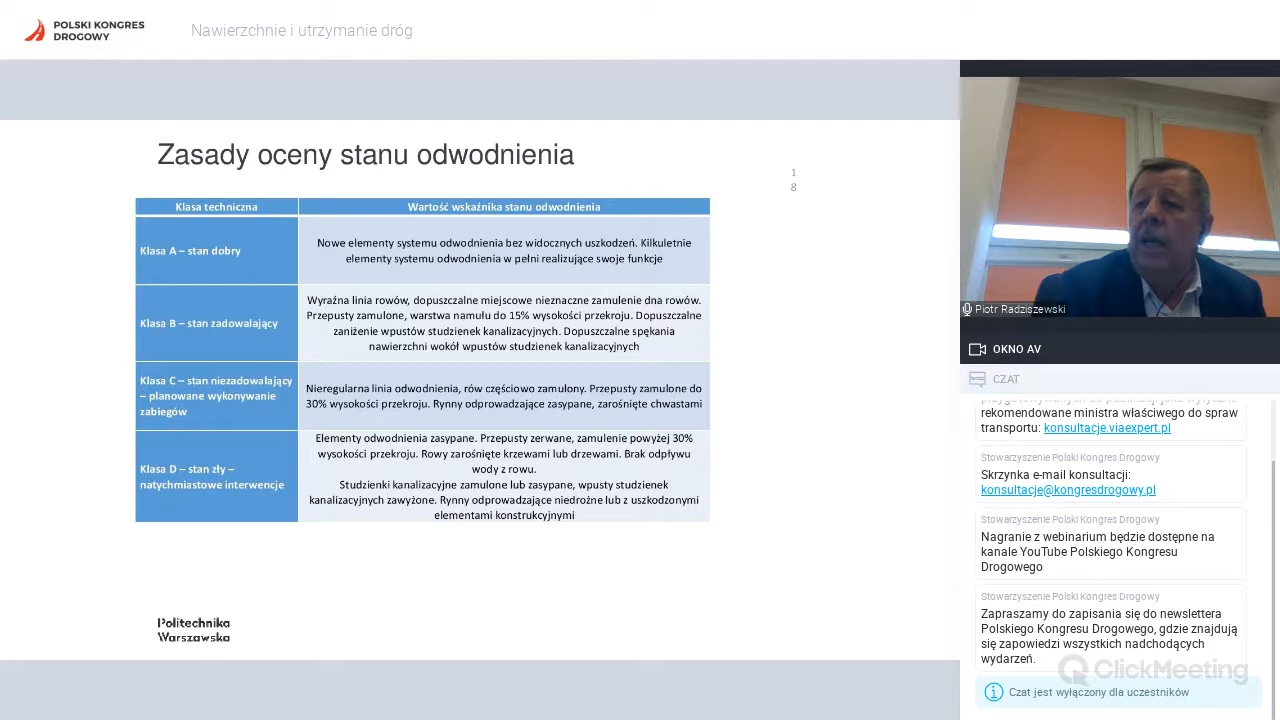 POLSKI KONGRES
DROGOWY
Nawierzchnie i utrzymanie dróg
Zasady oceny stanu odwodnienia
1
8
Klasa techniczna
Wartość wskaźnika stanu odwodnienia
Klasa A – stan dobry
Nowe elementy systemu odwodnienia bez widocznych uszkodzeń. Kilkuletnie
elementy systemu odwodnienia w pełni realizujące swoje funkcje
Klasa B – stan zadowalający
Wyraźna linia rowów, dopuszczalne miejscowe nieznaczne zamulenie dna rowów.
Przepusty zamulone, warstwa namułu do 15% wysokości przekroju. Dopuszczalne
zaniżenie wpustów studzienek kanalizacyjnych. Dopuszczalne spękania
nawierzchni wokół wpustów studzienek kanalizacyjnych
Klasa C – stan niezadowalający
– planowane wykonywanie
zabiegów
Nieregularna linia odwodnienia, rów częściowo zamulony. Przepusty zamulone do
30% wysokości przekroju. Rynny odprowadzające zasypane, zarośnięte chwastami
Klasa D – stan zły –
natychmiastowe interwencje
Elementy odwodnienia zasypane. Przepusty zerwane, zamulenie powyżej 30%
wysokości przekroju. Rowy zarośnięte krzewami lub drzewami. Brak odpływu
wody z rowu.
Studzienki kanalizacyjne zamulone lub zasypane, wpusty studzienek
kanalizacyjnych zawyżone. Rynny odprowadzające niedrożne lub z uszkodzonymi
elementami konstrukcyjnymi
Politechnika
Warszawska
Piotr Radziszewski
OKNO AV
CZAT
rekomendowane ministra właściwego do spraw
transportu: konsultacje.viaexpert.pl
Stowarzyszenie Polski Kongres Drogowy
Skrzynka e-mail konsultacji:
konsultacje@kongresdrogowy.pl
Stowarzyszenie Polski Kongres Drogowy
Nagranie z webinarium będzie dostępne na
kanale YouTube Polskiego Kongresu
Drogowego
Stowarzyszenie Polski Kongres Drogowy
Zapraszamy do zapisania się do newslettera
Polskiego Kongresu Drogowego, gdzie znajdują
się zapowiedzi wszystkich nadchodzących
wydarzeń.
ClickMeeting
Czat jest wyłączony dla uczestników